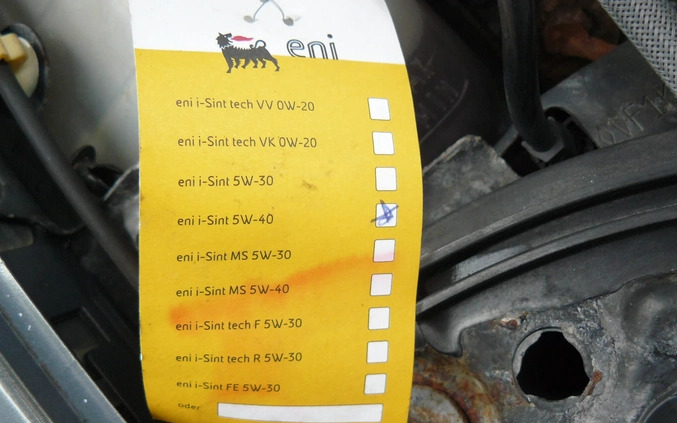 eni
eni i-Sint tech VV 0W-20
eni i-Sint tech VK 0W-20
eni i-Sint 5W-30
eni i-Sint 5W-40
eni i-Sint MS 5W-30
eni i-Sint MS 5W-40
eni i-Sint tech F 5W-30
eni i-Sint tech R 5W-30
eni i-Sint FE 5W-30
oder